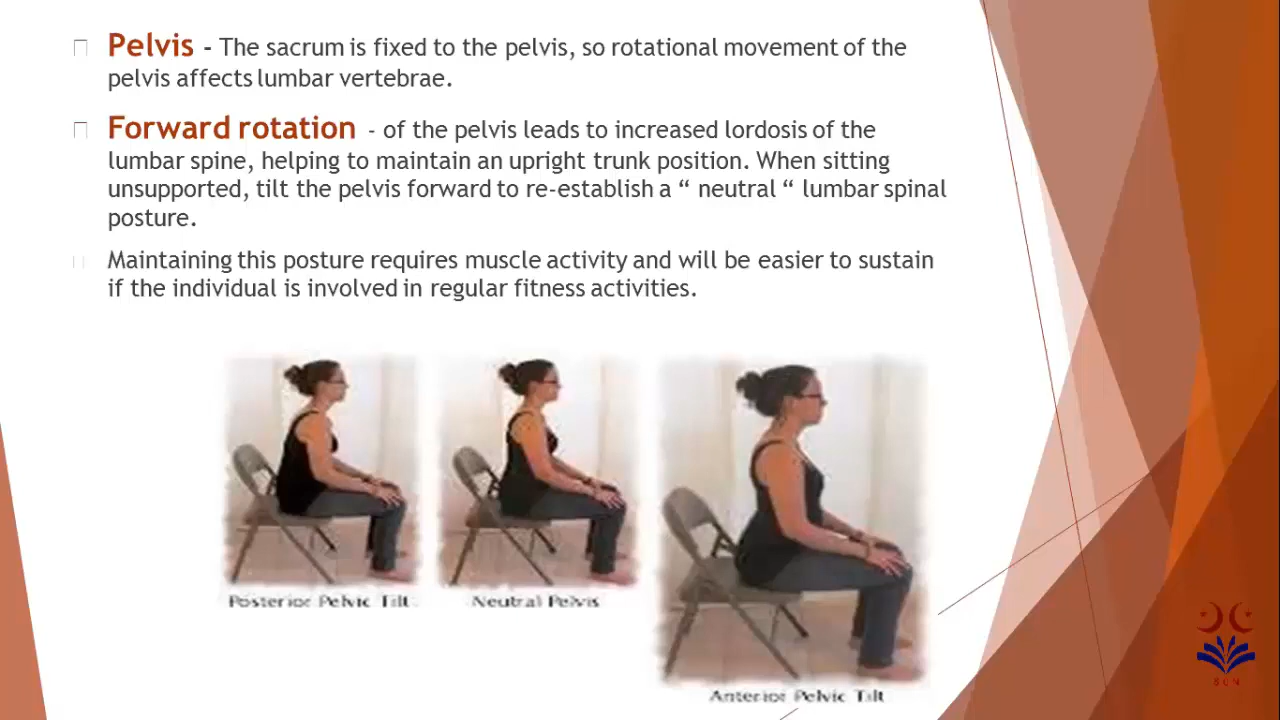 Pelvis - The sacrum is fixed to the pelvis, so rotational movement of the
pelvis affects lumbar vertebrae.
Forward rotation - of the pelvis leads to increased lordosis of the
lumbar spine, helping to maintain an upright trunk position. When sitting
unsupported, tilt the pelvis forward to re-establish a “ neutral “ lumbar spinal
posture.
Maintaining this posture requires muscle activity and will be easier to sustain
if the individual is involved in regular fitness activities.
Posterior Pelvic Tilt
Neutral Pelvis
Anterior Pelvic Tilt